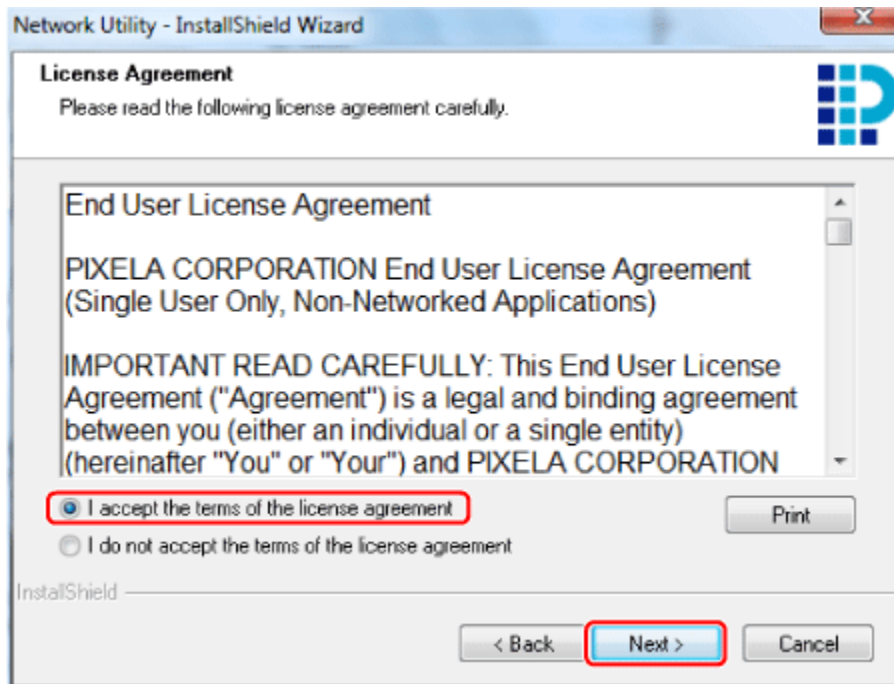 Network Utility - InstallShield Wizard
License Agreement
Please read the following license agreement carefully.
End User License Agreement
PIXELA CORPORATION End User License Agreement
(Single User Only, Non-Networked Applications)
IMPORTANT READ CAREFULLY: This End User License
Agreement ("Agreement") is a legal and binding agreement
between you (either an individual or a single entity)
(hereinafter "You" or "Your") and PIXELA CORPORATION
I accept the terms of the license agreement
Print
I do not accept the terms of the license agreement
InstallShield
< Back
Next >
Cancel